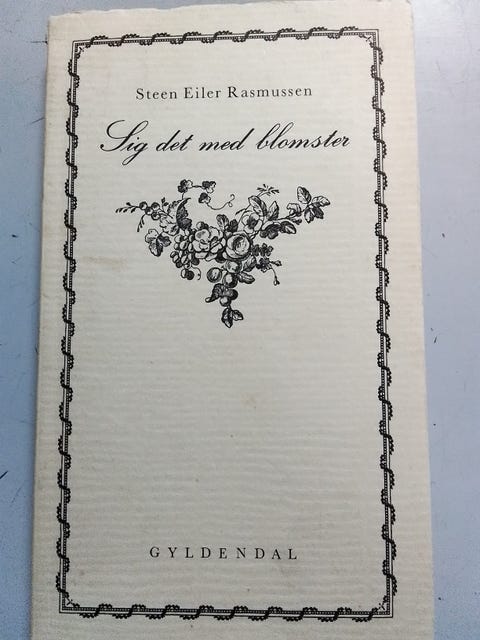 Steen Eiler Rasmussen
Sig det med blomster
GYLDENDAL